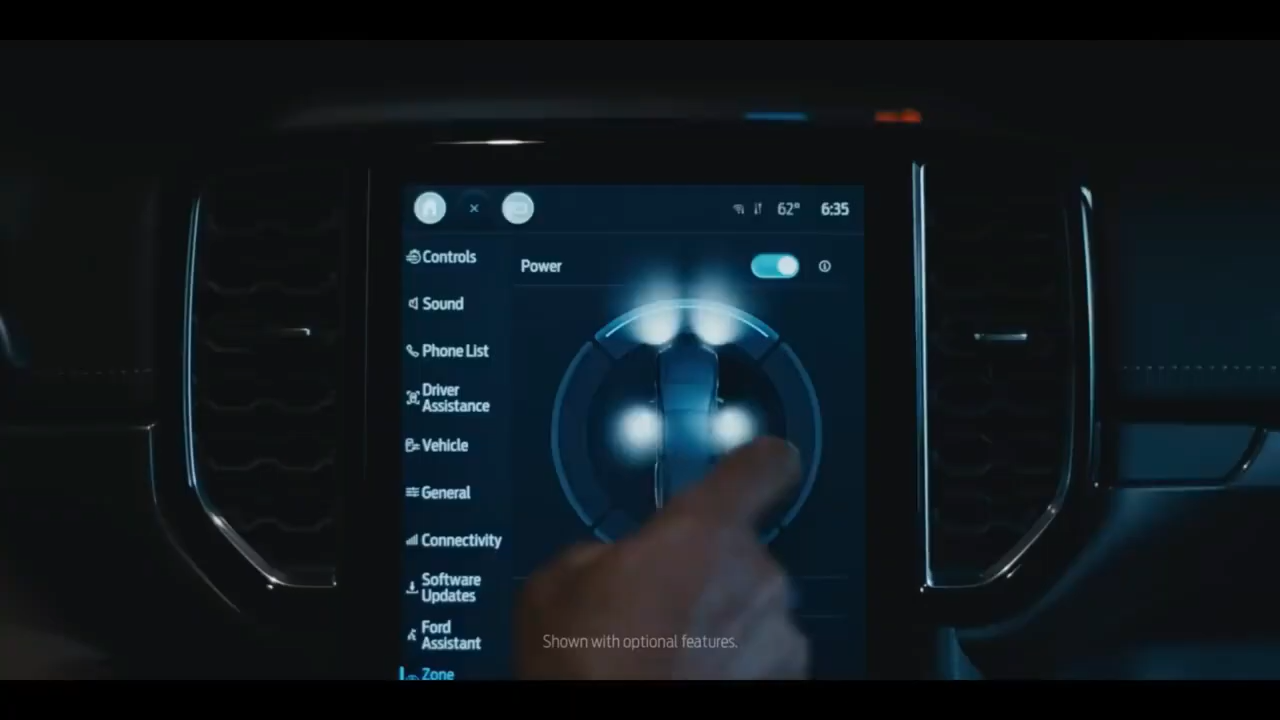 62° 6:35
Controls
Power
Sound
Phone List
Driver
Assistance
Vehicle
General
Connectivity
Software
Updates
Ford
Assistant
Zone
Shown with optional features.